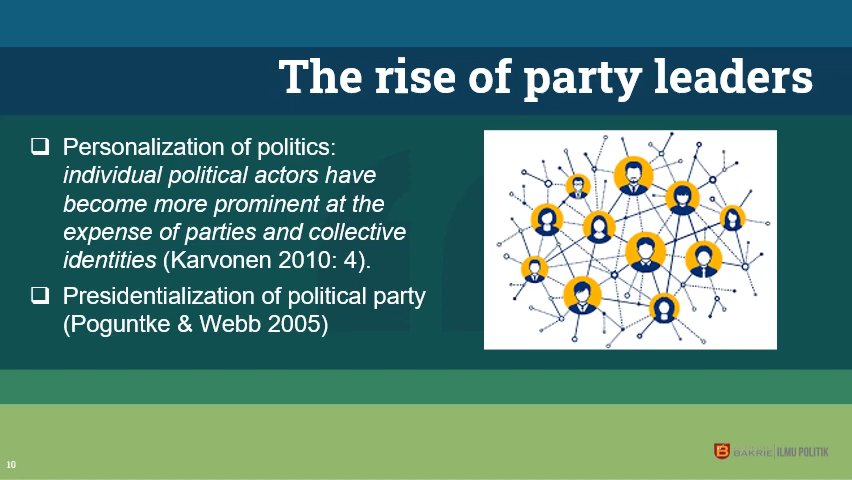 The rise of party leaders
❑ Personalization of politics:
individual political actors have
become more prominent at the
expense of parties and collective
identities (Karvonen 2010: 4).
❑ Presidentialization of political party
(Poguntke & Webb 2005)
10
BAKRIE ILMU POLITIK